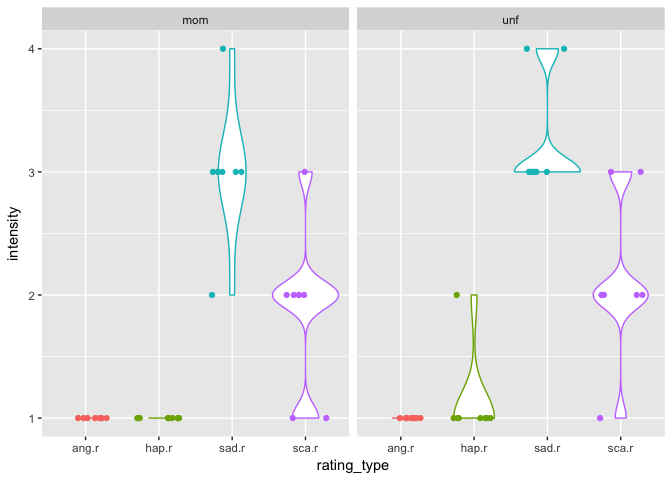 mom unf
intensity
4
3
2
1
ang.r hap.r sad.r sca.r ang.r hap.r sad.r sca.r
rating_type